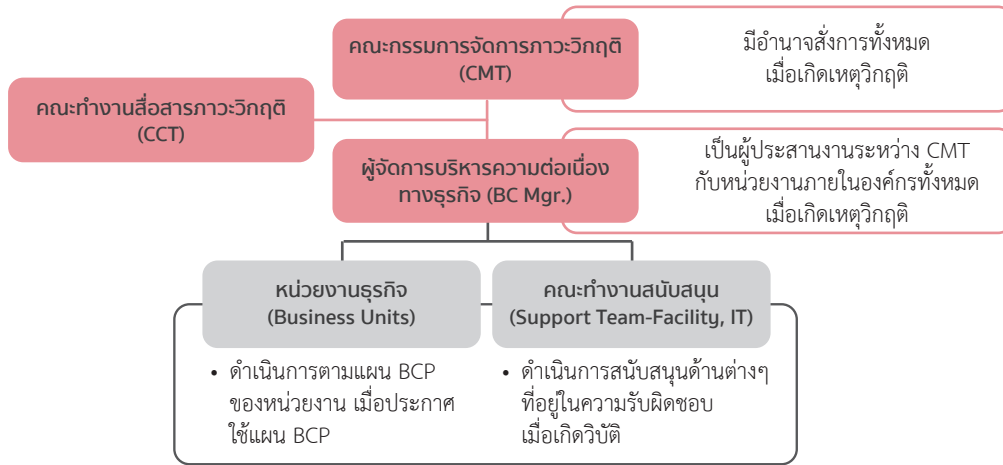 คณะกรรมการจัดการภาวะวิกฤติ
(CMT)
มีอำนาจสั่งการทั้งหมด
เมื่อเกิดเหตุวิกฤติ
คณะทำงานสื่อสารภาวะวิกฤติ
(CCT)
ผู้จัดการบริหารความต่อเนื่อง
ทางธุรกิจ (BC Mgr.)
เป็นผู้ประสานงานระหว่าง CMT
กับหน่วยงานภายในองค์กรทั้งหมด
เมื่อเกิดเหตุวิกฤติ
หน่วยงานธุรกิจ
(Business Units)
• ดำเนินการตามแผน BCP
ของหน่วยงาน เมื่อประกาศ
ใช้แผน BCP
คณะทำงานสนับสนุน
(Support Team-Facility, IT)
• ดำเนินการสนับสนุนด้านต่างๆ
ที่อยู่ในความรับผิดชอบ
เมื่อเกิดวิบัติ